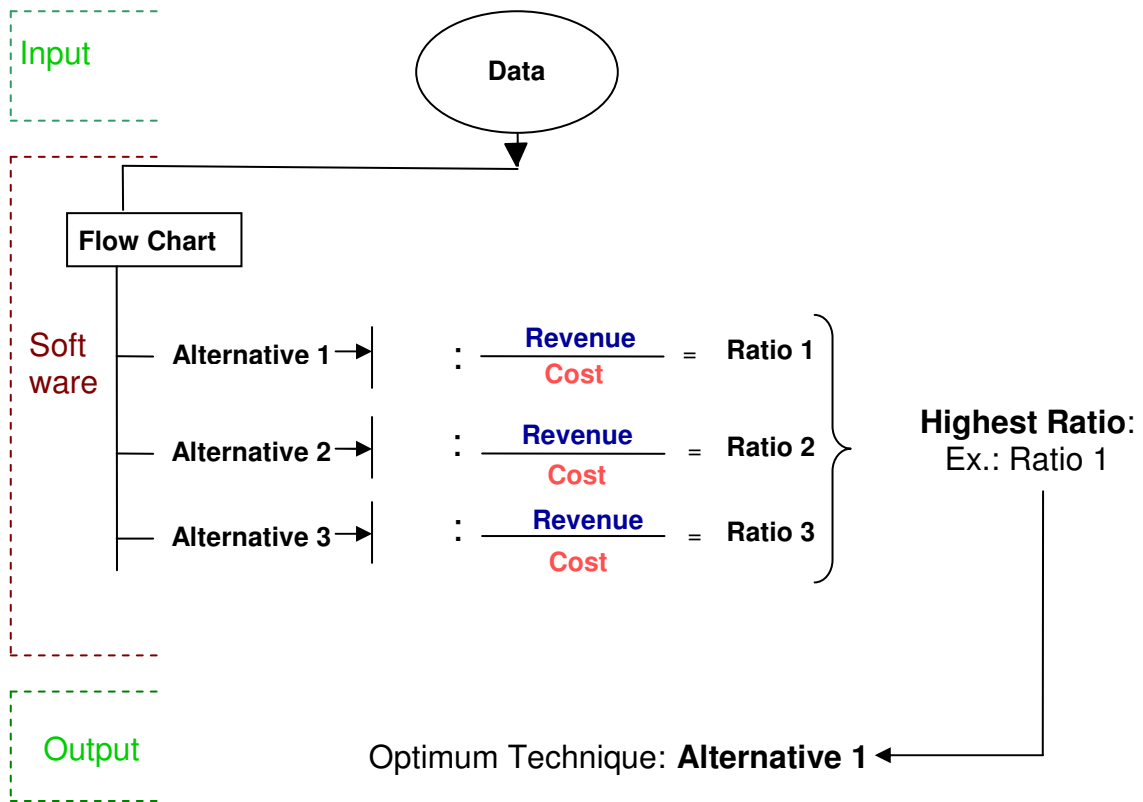 Input
Data
Flow Chart
Soft
ware
Alternative 1 : Revenue = Ratio 1
Cost
Alternative 2 : Revenue = Ratio 2
Cost
Alternative 3 : Revenue = Ratio 3
Cost
Highest Ratio:
Ex.: Ratio 1
Output
Optimum Technique: Alternative 1